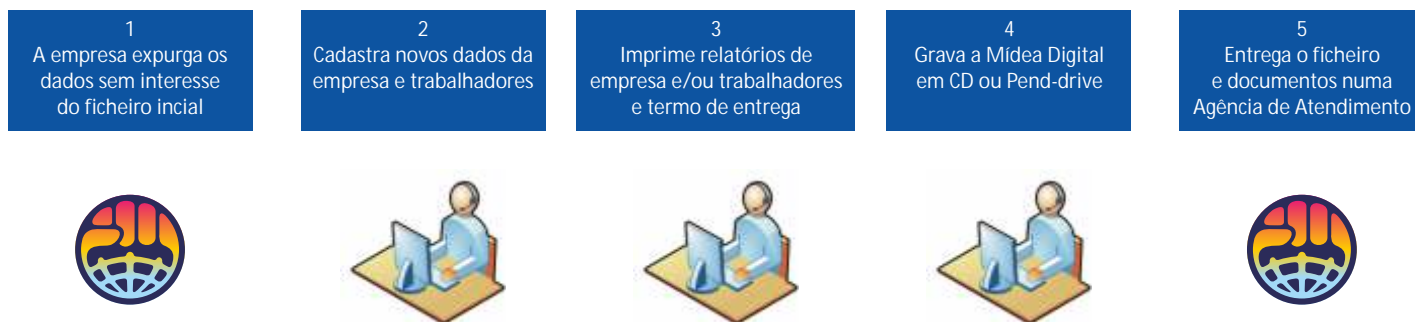 1
A empresa expurga os
dados sem interesse
do ficheiro incial
2
Cadastra novos dados da
empresa e trabalhadores
3
Imprime relatórios de
empresa e/ou trabalhadores
e termo de entrega
4
Grava a Mídea Digital
em CD ou Pend-drive
5
Entrega o ficheiro
e documentos numa
Agência de Atendimento